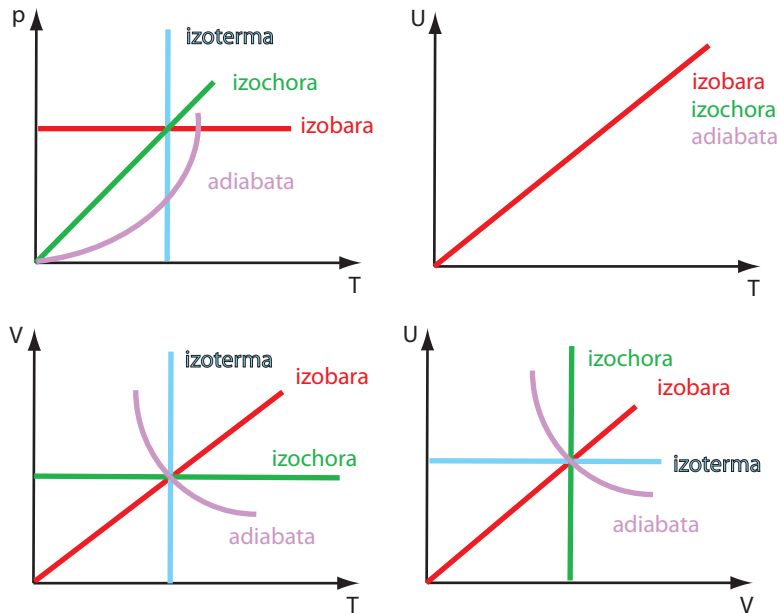 p
izoterma
izochora
izobara
adiabata
T
U
izobara
izochora
adiabata
T
V
izoterma
izobara
izochora
adiabata
T
U
izochora
izobara
izoterma
adiabata
V